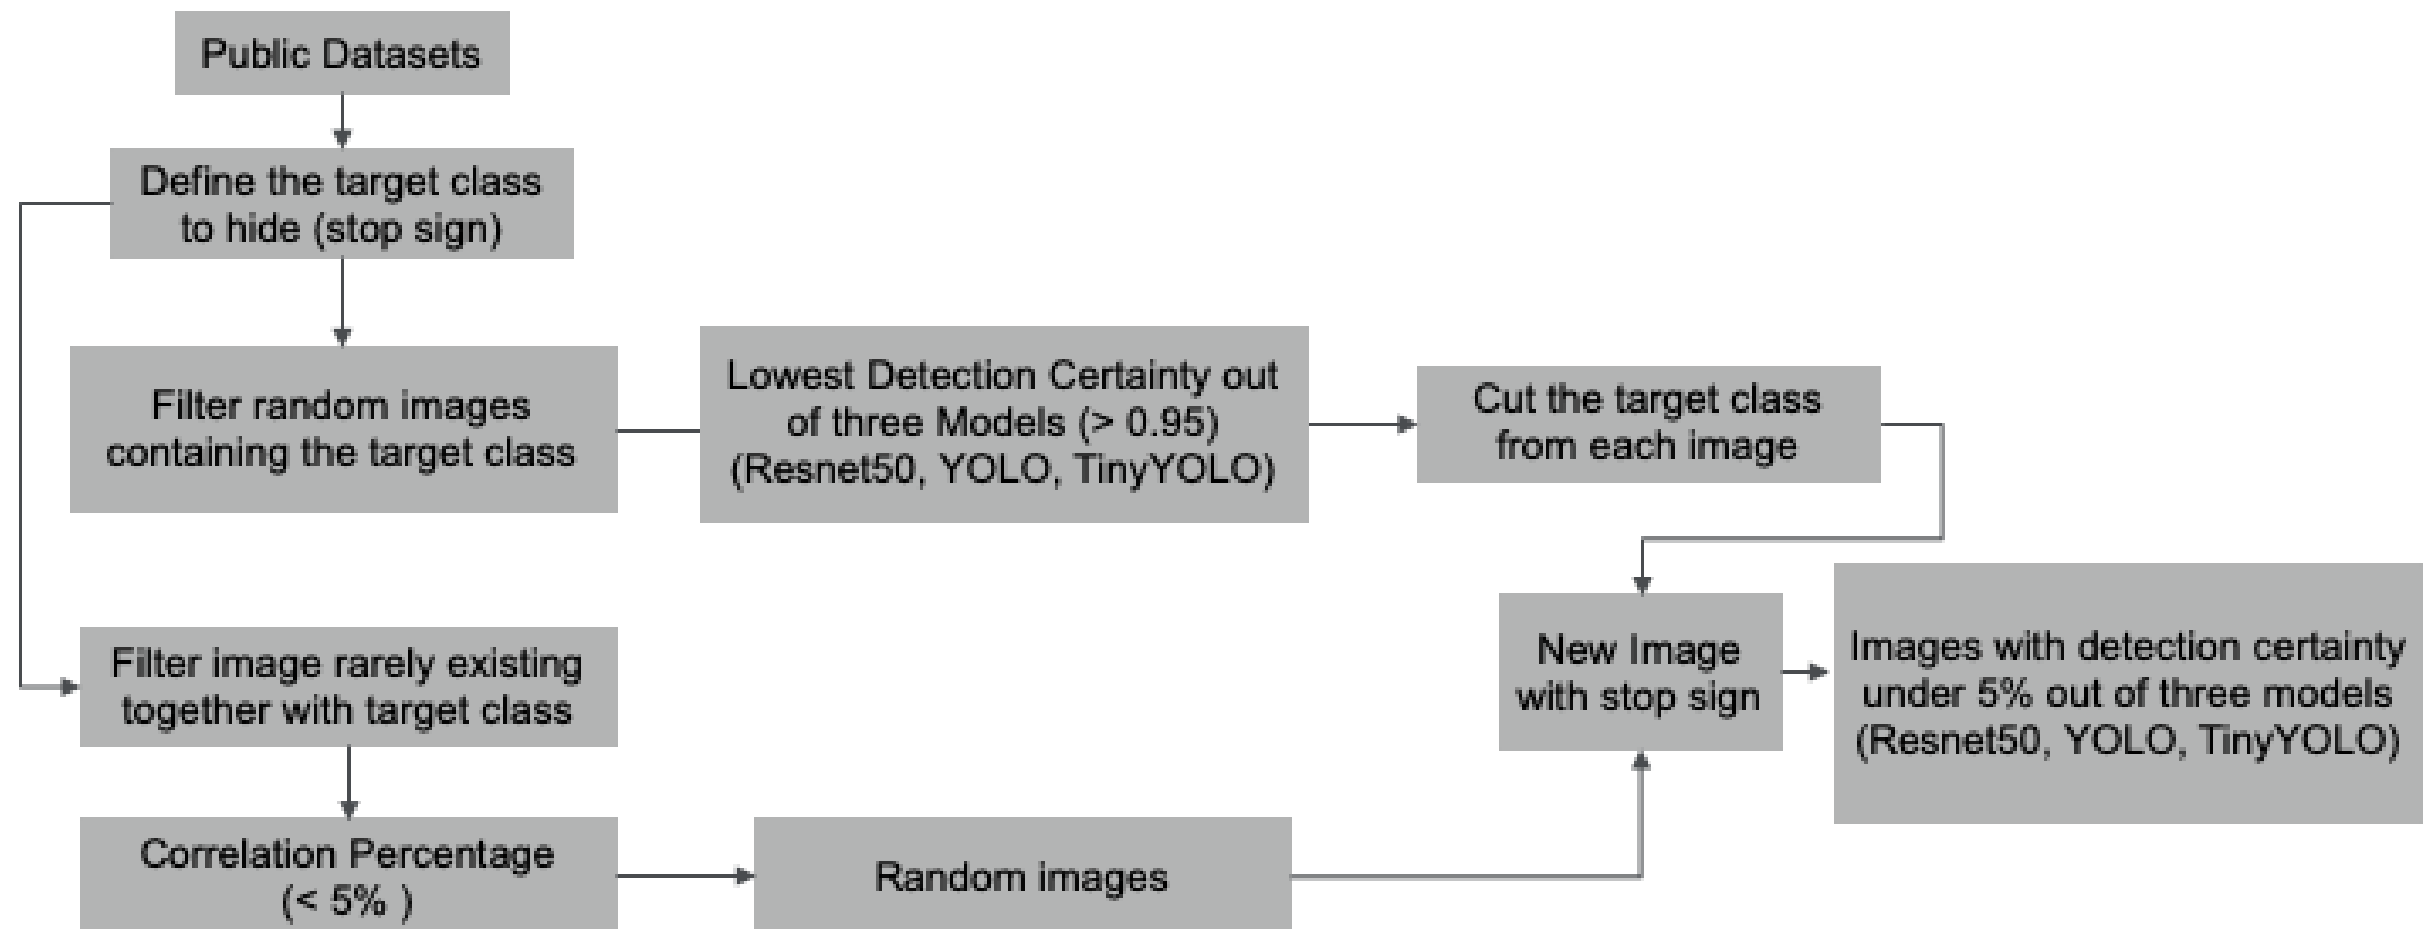 Public Datasets
Define the target class
to hide (stop sign)
Filter random images
containing the target class
Lowest Detection Certainty out
of three Models (> 0.95)
(Resnet50, YOLO, TinyYOLO)
Cut the target class
from each image
Filter image rarely existing
together with target class
Correlation Percentage
(< 5% )
Random images
New Image
with stop sign
Images with detection certainty
under 5% out of three models
(Resnet50, YOLO, TinyYOLO)